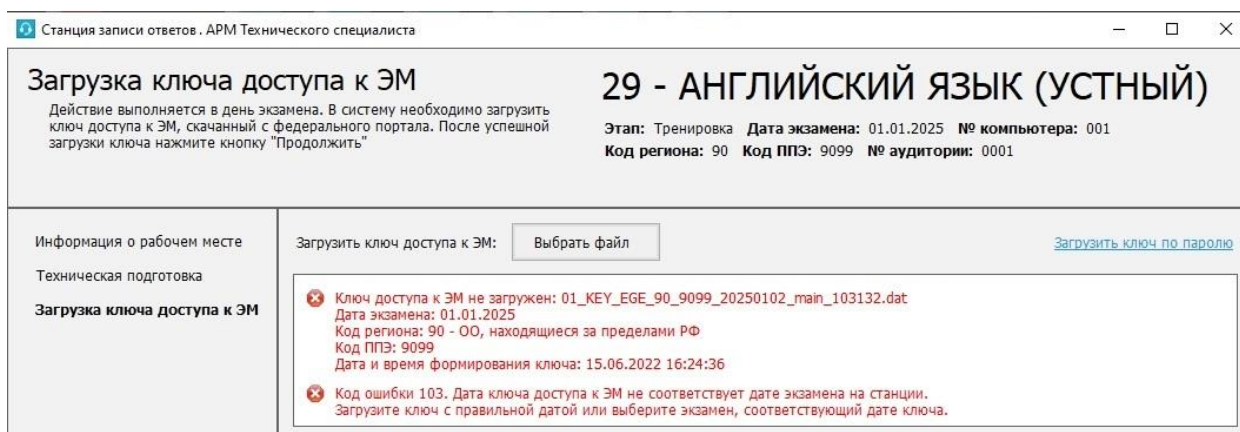 Станция записи ответов. АРМ Технического специалиста
Загрузка ключа доступа к ЭМ
Действие выполняется в день экзамена. В систему необходимо загрузить
ключ доступа к ЭМ, скачанный с федерального портала. После успешной
загрузки ключа нажмите кнопку "Продолжить"
29 - АНГЛИЙСКИЙ ЯЗЫК (УСТНЫЙ)
Этап: Тренировка Дата экзамена: 01.01.2025 № компьютера: 001
Код региона: 90 Код ППЭ: 9099 № аудитории: 0001
Информация о рабочем месте
Техническая подготовка
Загрузка ключа доступа к ЭМ
Загрузить ключ доступа к ЭМ: Выбрать файл Загрузить ключ по паролю
Ключ доступа к ЭМ не загружен: 01_KEY_EGE_90_9099_20250102_main_103132.dat
Дата экзамена: 01.01.2025
Код региона: 90 - ОО, находящиеся за пределами РФ
Код ППЭ: 9099
Дата и время формирования ключа: 15.06.2022 16:24:36
Код ошибки 103. Дата ключа доступа к ЭМ не соответствует дате экзамена на станции.
Загрузите ключ с правильной датой или выберите экзамен, соответствующий дате ключа.